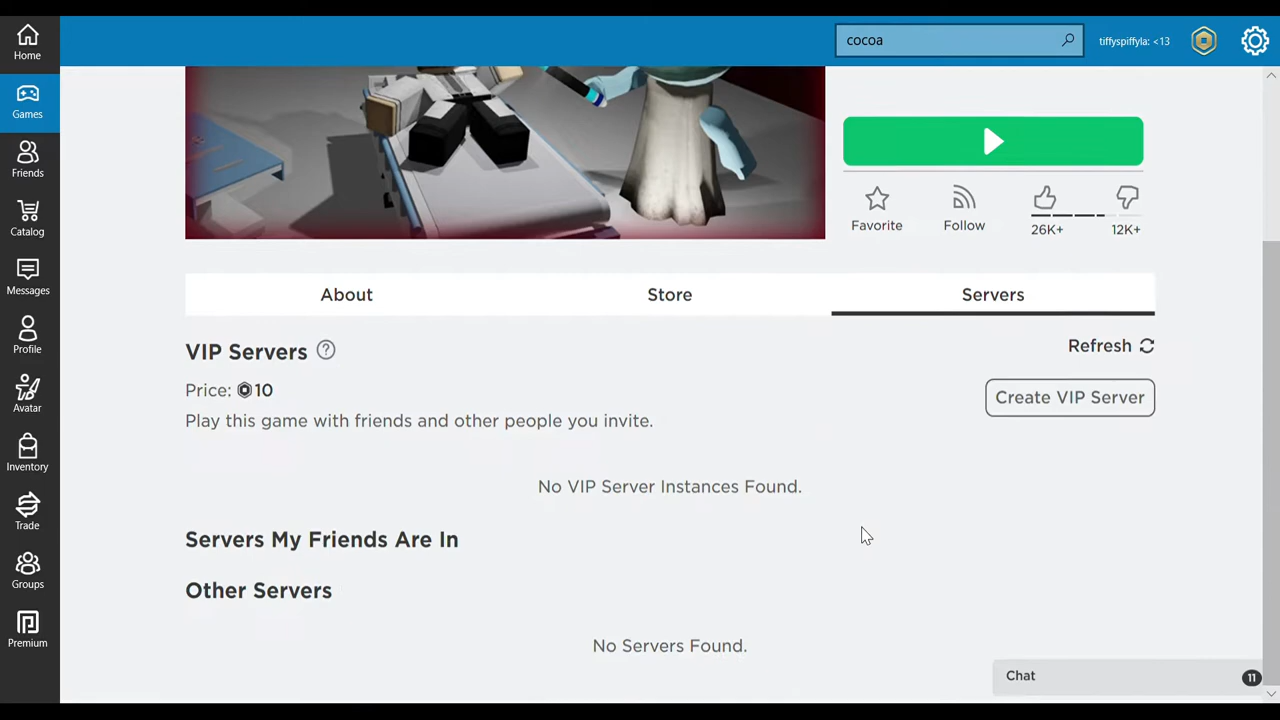 Home
Games
Friends
Catalog
Messages
Profile
Avatar
Inventory
Trade
Groups
Premium
cocoa
tiffyspiffyla: <13
Favorite
Follow
26K+
12K+
About
Store
Servers
VIP Servers ?
Refresh
Price: 10
Create VIP Server
Play this game with friends and other people you invite.
No VIP Server Instances Found.
Servers My Friends Are In
Other Servers
No Servers Found.
Chat
11